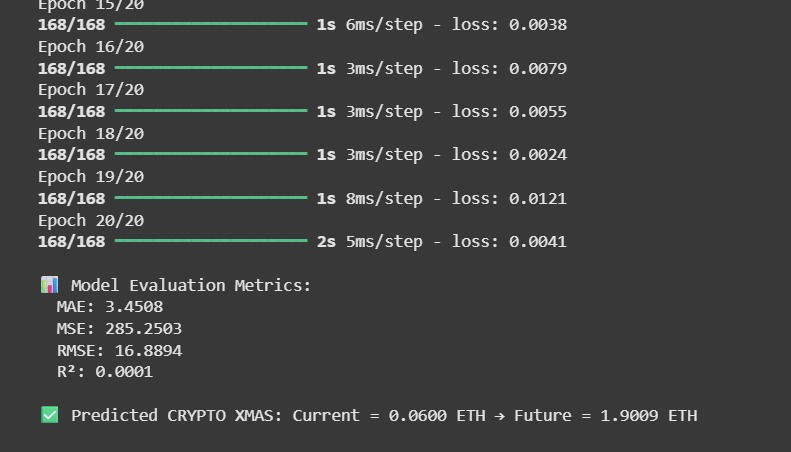 Epoch 15/20
168/168 ━━━━━━━━━━━━━━━━━━━━ 1s 6ms/step - loss: 0.0038
Epoch 16/20
168/168 ━━━━━━━━━━━━━━━━━━━━ 1s 3ms/step - loss: 0.0079
Epoch 17/20
168/168 ━━━━━━━━━━━━━━━━━━━━ 1s 3ms/step - loss: 0.0055
Epoch 18/20
168/168 ━━━━━━━━━━━━━━━━━━━━ 1s 3ms/step - loss: 0.0024
Epoch 19/20
168/168 ━━━━━━━━━━━━━━━━━━━━ 1s 8ms/step - loss: 0.0121
Epoch 20/20
168/168 ━━━━━━━━━━━━━━━━━━━━ 2s 5ms/step - loss: 0.0041
📊 Model Evaluation Metrics:
MAE: 3.4508
MSE: 285.2503
RMSE: 16.8894
R²: 0.0001
✅ Predicted CRYPTO XMAS: Current = 0.0600 ETH → Future = 1.9009 ETH